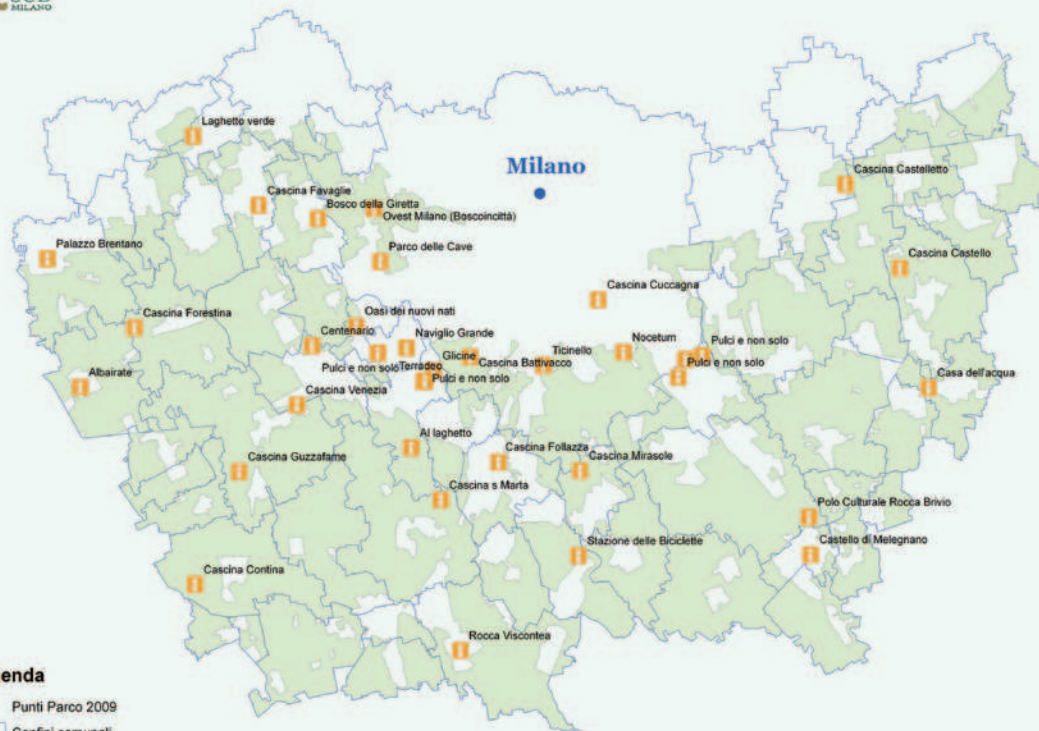 MILANO
Laghetto verde
Milano
Cascina Castelletto
Cascina Favaglie
Bosco della Giretta
Ovest Milano (Boscoincittà)
Palazzo Brentano
Parco delle Cave
Cascina Castello
Cascina Cuccagna
Cascina Forestina
Oasi dei nuovi nati
Centenario
Naviglio Grande
Nocetum
Pulci e non solo
Ticinello
Glicine
Cascina Battivacco
Pulci e non solo
Terradeo
Pulci e non solo
Pulci e non solo
Albairate
Casa dell'acqua
Cascina Venezia
Al laghetto
Cascina Follazza
Cascina Mirasole
Cascina Guzzafame
Cascina s Marta
Polo Culturale Rocca Brivio
Stazione delle Biciclette
Castello di Melegnano
Cascina Contina
Rocca Viscontea
enda
Punti Parco 2009
Confini comunali